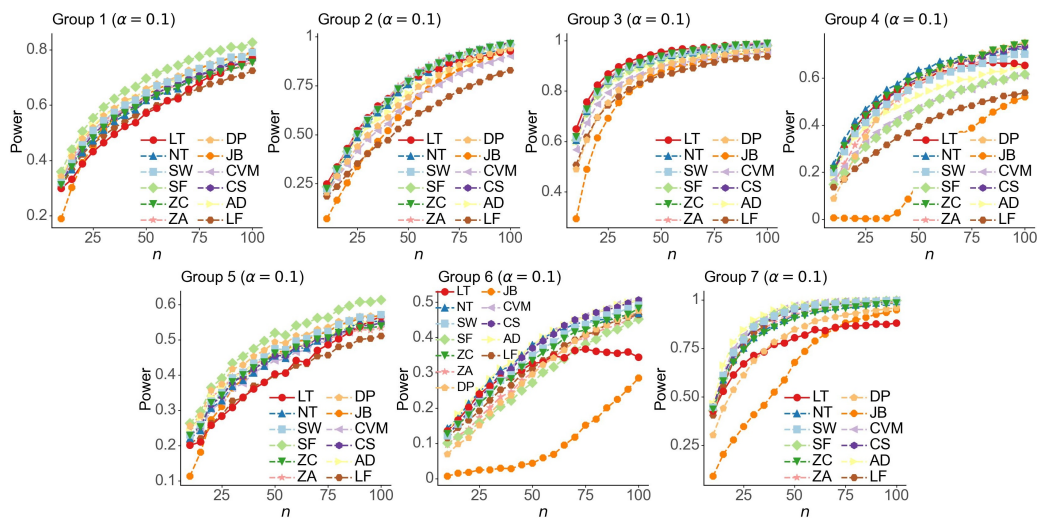 Group 1 (α = 0.1)
Group 2 (α = 0.1)
Group 3 (α = 0.1)
Group 4 (α = 0.1)
Power
0.8
0.6
0.4
0.2
25
50
75
100
n
LT
NT
SW
SF
ZC
ZA
DP
JB
CVM
CS
AD
LF
Power
1
0.75
0.5
0.25
25
50
75
100
n
LT
NT
SW
SF
ZC
ZA
DP
JB
CVM
CS
AD
LF
Power
1
0.8
0.6
0.4
25
50
75
100
n
LT
NT
SW
SF
ZC
ZA
DP
JB
CVM
CS
AD
LF
Power
0.6
0.4
0.2
0
25
50
75
100
n
LT
NT
SW
SF
ZC
ZA
DP
JB
CVM
CS
AD
LF
Group 5 (α = 0.1)
Group 6 (α = 0.1)
Group 7 (α = 0.1)
Power
0.6
0.5
0.4
0.3
0.2
0.1
25
50
75
100
n
LT
NT
SW
SF
ZC
ZA
DP
JB
CVM
CS
AD
LF
Power
0.5
0.4
0.3
0.2
0.1
0
25
50
75
100
n
LT
NT
SW
SF
ZC
ZA
DP
JB
CVM
CS
AD
LF
Power
1
0.75
0.5
0.25
25
50
75
100
n
LT
NT
SW
SF
ZC
ZA
DP
JB
CVM
CS
AD
LF